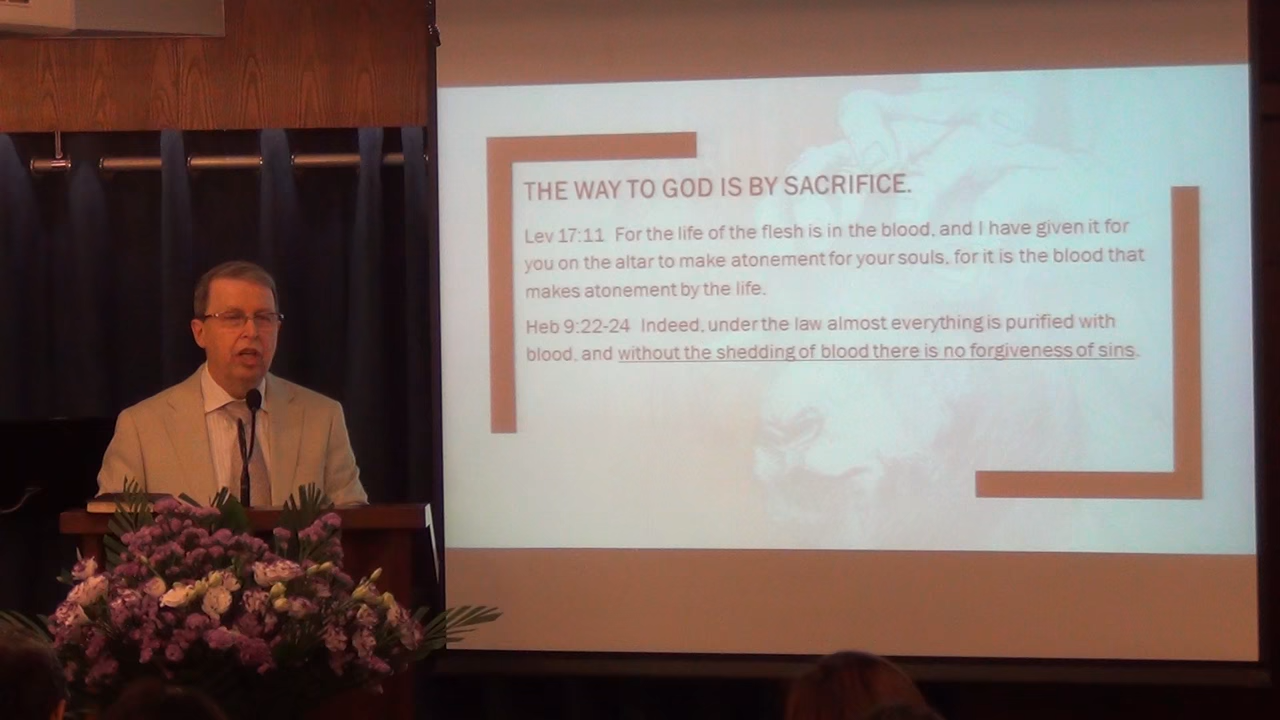 THE WAY TO GOD IS BY SACRIFICE.
Lev 17:11 For the life of the flesh is in the blood, and I have given it for
you on the altar to make atonement for your souls, for it is the blood that
makes atonement by the life.
Heb 9:22-24 Indeed, under the law almost everything is purified with
blood, and without the shedding of blood there is no forgiveness of sins.